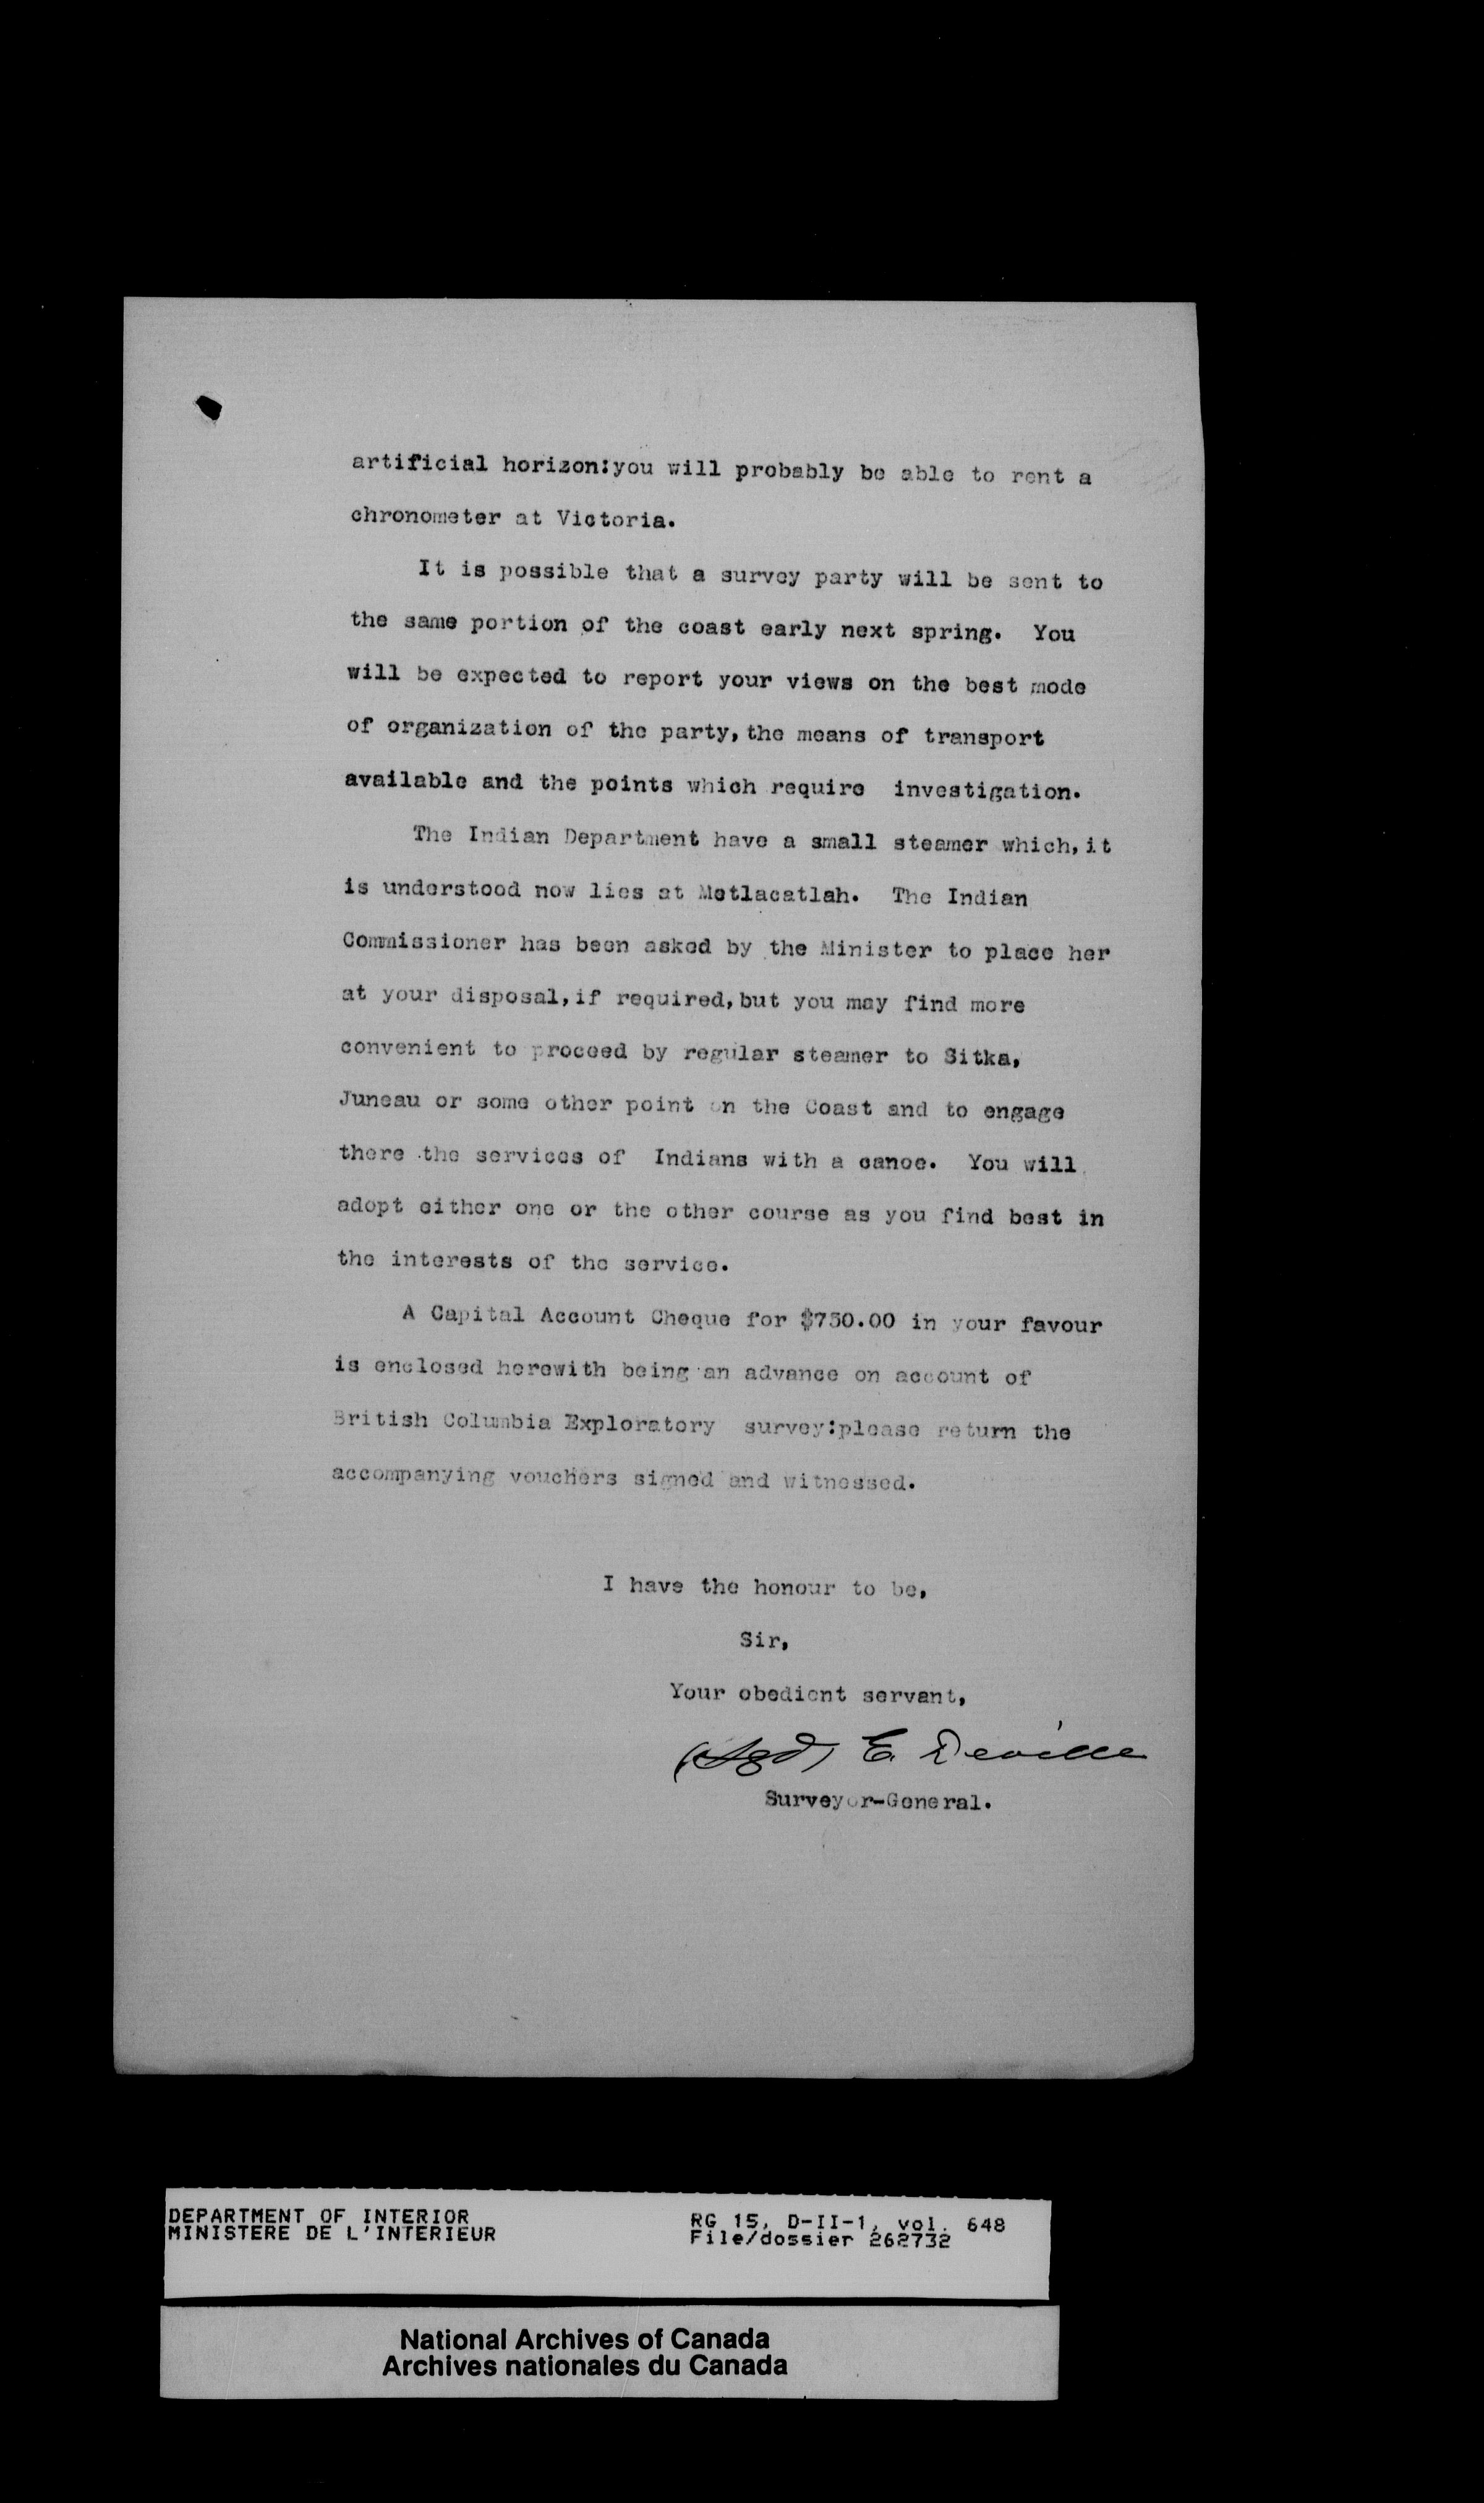 artificial horizon:you will probably be able to rent a
chronometer at Victoria.
It is possible that a survey party will be sent to
the same portion of the coast early next spring. You
will be expected to report your views on the best mode
of organization of the party, the means of transport
available and the points which require investigation.
The Indian Department have a small steamer which, it
is understood now lies at Metlacatlah. The Indian
Commissioner has been asked by the Minister to place her
at your disposal, if required, but you may find more
convenient to proceed by regular steamer to Sitka,
Juneau or some other point on the Coast and to engage
there the services of Indians with a canoe. You will
adopt either one or the other course as you find best in
the interests of the service.
A Capital Account Cheque for $750.00 in your favour
is enclosed herewith being an advance on account of
British Columbia Exploratory survey:please return the
accompanying vouchers signed and witnessed.
I have the honour to be,
Sir,
Your obedient servant,
(Sgd) E. Deville
Surveyor-General.
DEPARTMENT OF INTERIOR
MINISTERE DE L'INTERIEUR
RG 15, D-II-1, vol. 648
File/dossier 262732
National Archives of Canada
Archives nationales du Canada